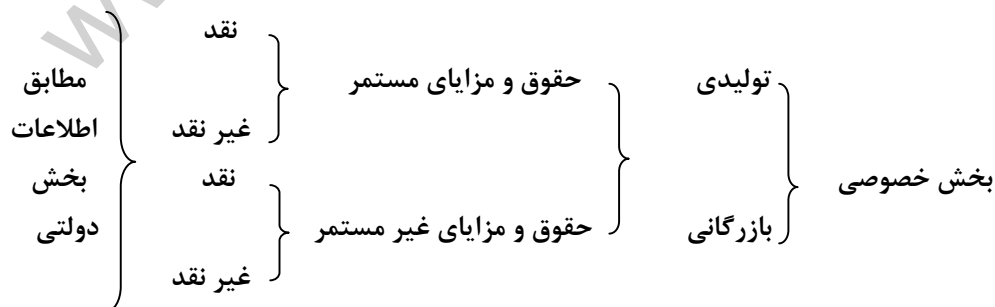 نقد
مطابق حقوق و مزایای مستمر تولیدی
اطلاعات غیر نقد
بخش نقد بخش خصوصی
دولتی حقوق و مزایای غیر مستمر بازرگانی
غیر نقد